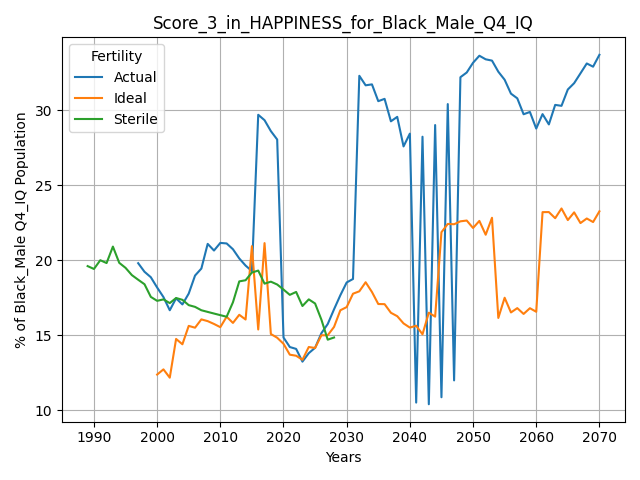 Score_3_in_HAPPINESS_for_Black_Male_Q4_IQ
Fertility
Actual
Ideal
Sterile
% of Black_Male Q4_IQ Population
30
25
20
15
10
1990 2000 2010 2020 2030 2040 2050 2060 2070
Years